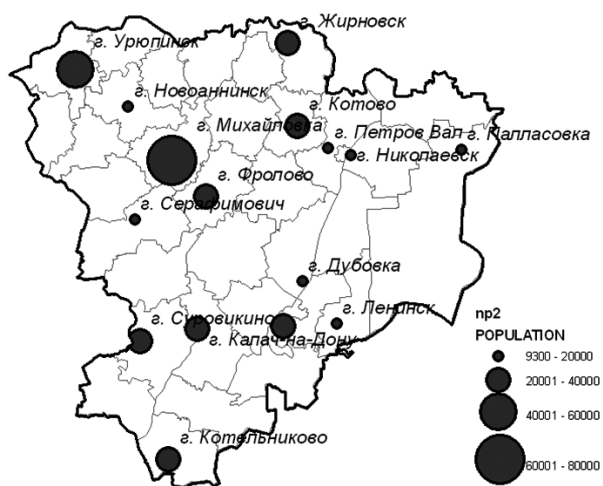 г. Жирновск
г. Урюпинск
г. Новоаннинск
г. Котово
г. Михайловка
г. Петров Вал
г. Палласовка
г. Николаевск
г. Фролово
г. Серафимович
г. Дубовка
г. Ленинск
г. Суровикино
г. Калач-на-Дону
г. Котельниково
np2
POPULATION
9300 - 20000
20001 - 40000
40001 - 60000
60001 - 80000